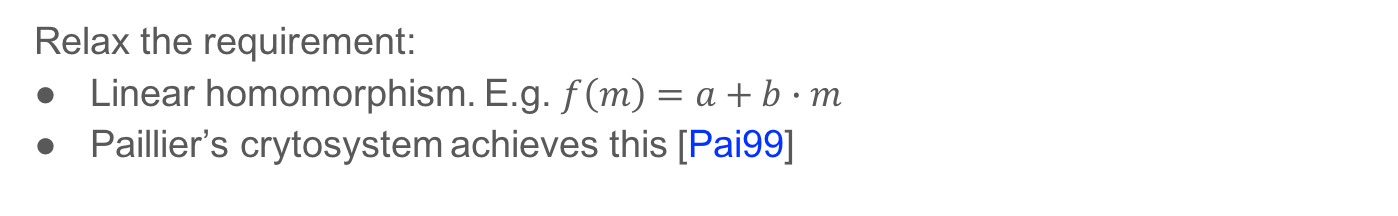 Relax the requirement:
● Linear homomorphism. E.g. 𝑓(𝑚) = 𝑎 + 𝑏 · 𝑚
● Paillier’s crytosystem achieves this [Pai99]